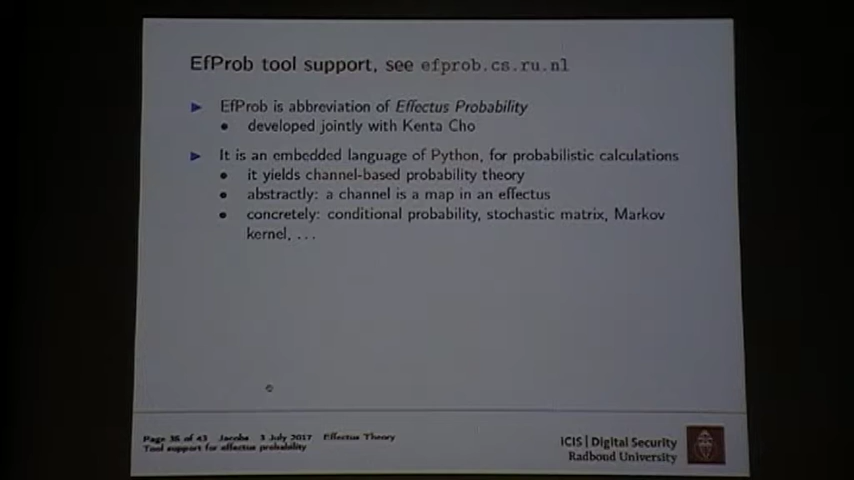 EfProb tool support, see efprob.cs.ru.nl
EfProb is abbreviation of Effectus Probability
developed jointly with Kenta Cho
It is an embedded language of Python, for probabilistic calculations
it yields channel-based probability theory
abstractly: a channel is a map in an effectus
concretely: conditional probability, stochastic matrix, Markov
kernel, ...
Page 35 of 43 Jacobs 3 July 2017 Effectus Theory
Tool support for effectus probability
iCIS | Digital Security
Radboud University